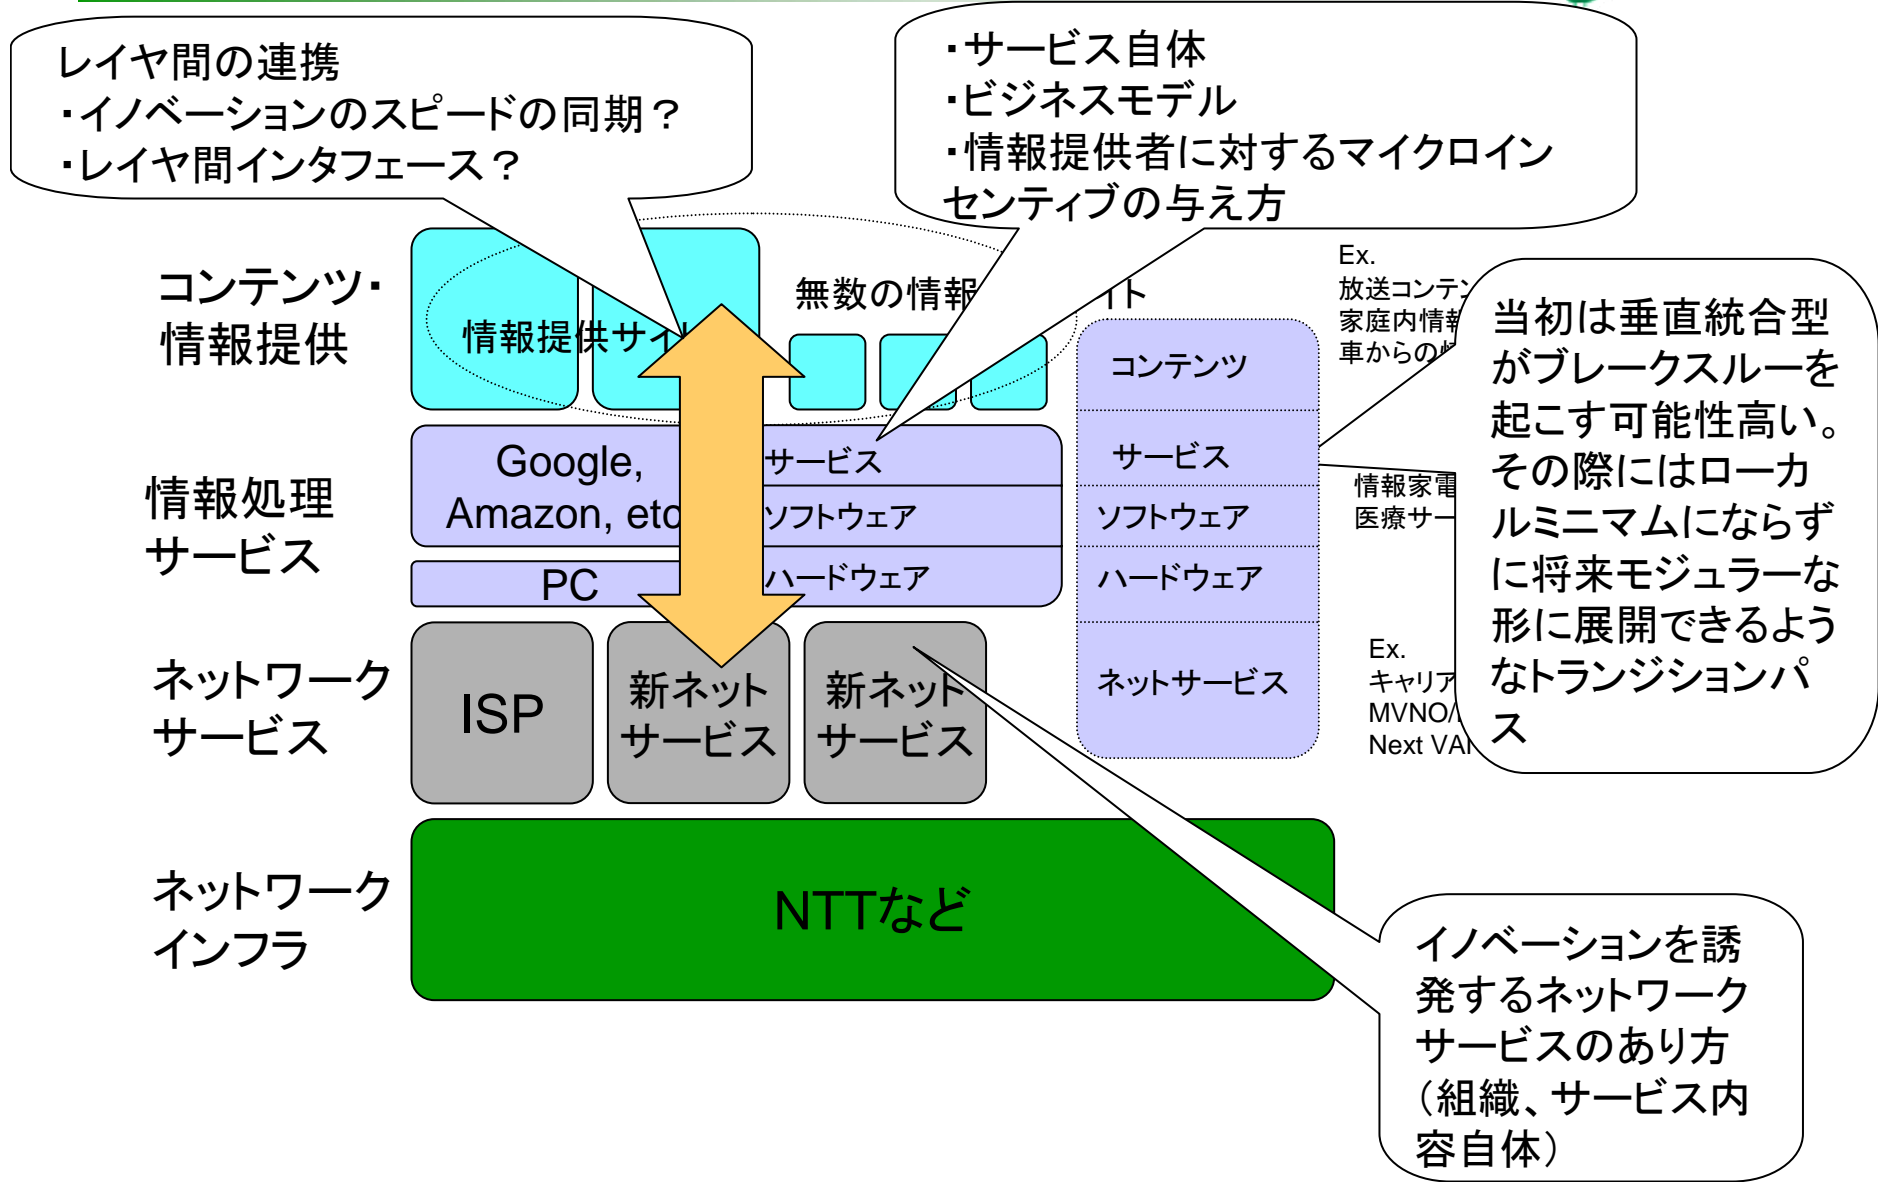 レイヤ間の連携
・イノベーションのスピードの同期？
・レイヤ間インタフェース？
・サービス自体
・ビジネスモデル
・情報提供者に対するマイクロイン
センティブの与え方
コンテンツ・
情報提供
情報提供サイ
無数の情報
イト
Ex.
放送コンテン
家庭内情報
車からの
当初は垂直統合型
がブレークスルーを
起こす可能性高い。
その際にはローカ
ルミニマムにならず
に将来モジュラーな
形に展開できるよう
なトランジションパ
ス
コンテンツ
サービス
ソフトウェア
ハードウェア
ネットサービス
情報処理
サービス
Google,
Amazon, etc
PC
サービス
ソフトウェア
ハードウェア
情報家電
医療サー
ネットワーク
サービス
ISP
新ネット
サービス
新ネット
サービス
Ex.
キャリア
MVNO/
Next VA
ネットワーク
インフラ
NTTなど
イノベーションを誘
発するネットワーク
サービスのあり方
（組織、サービス内
容自体）